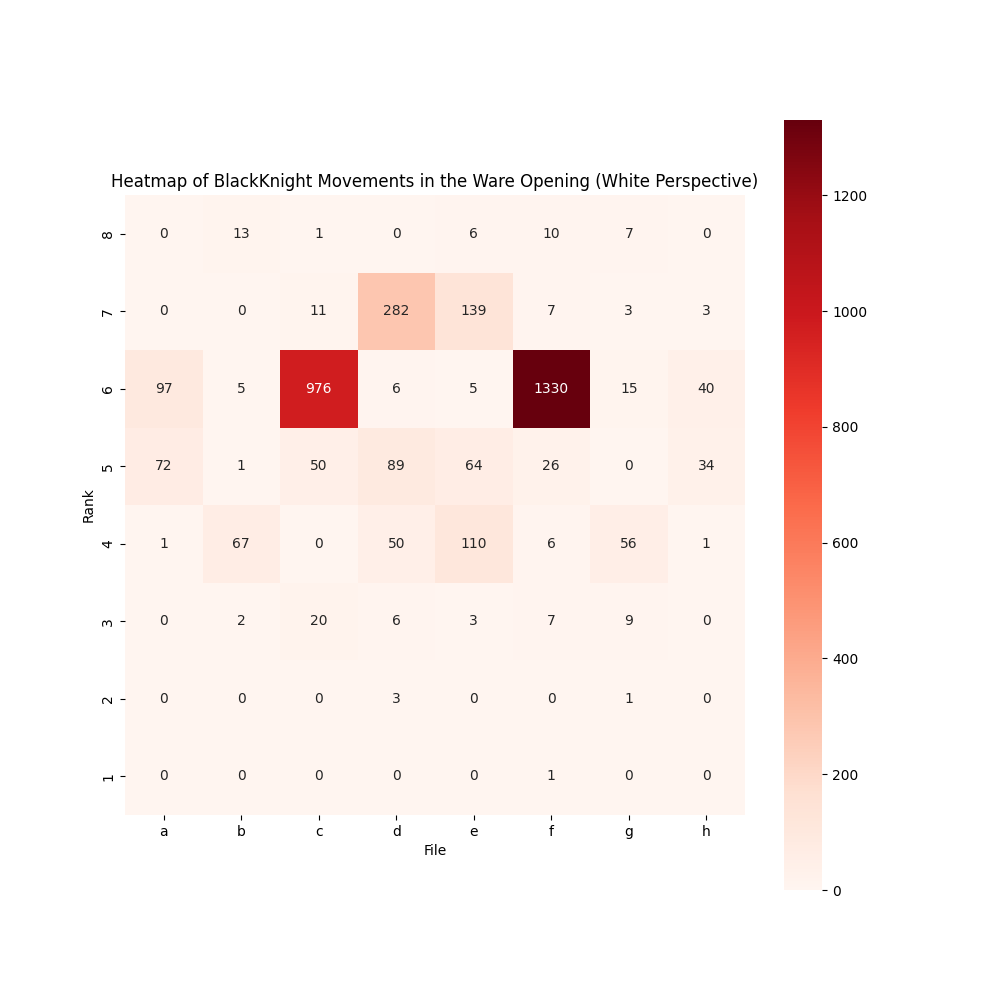 Heatmap of BlackKnight Movements in the Ware Opening (White Perspective)
8 0 13 1 0 6 10 7 0
7 0 0 11 282 139 7 3 3
6 97 5 976 6 5 1330 15 40
5 72 1 50 89 64 26 0 34
4 1 67 0 50 110 6 56 1
3 0 2 20 6 3 7 9 0
2 0 0 0 3 0 0 1 0
1 0 0 0 0 0 1 0 0
Rank
a b c d e f g h
File
1200
1000
800
600
400
200
0